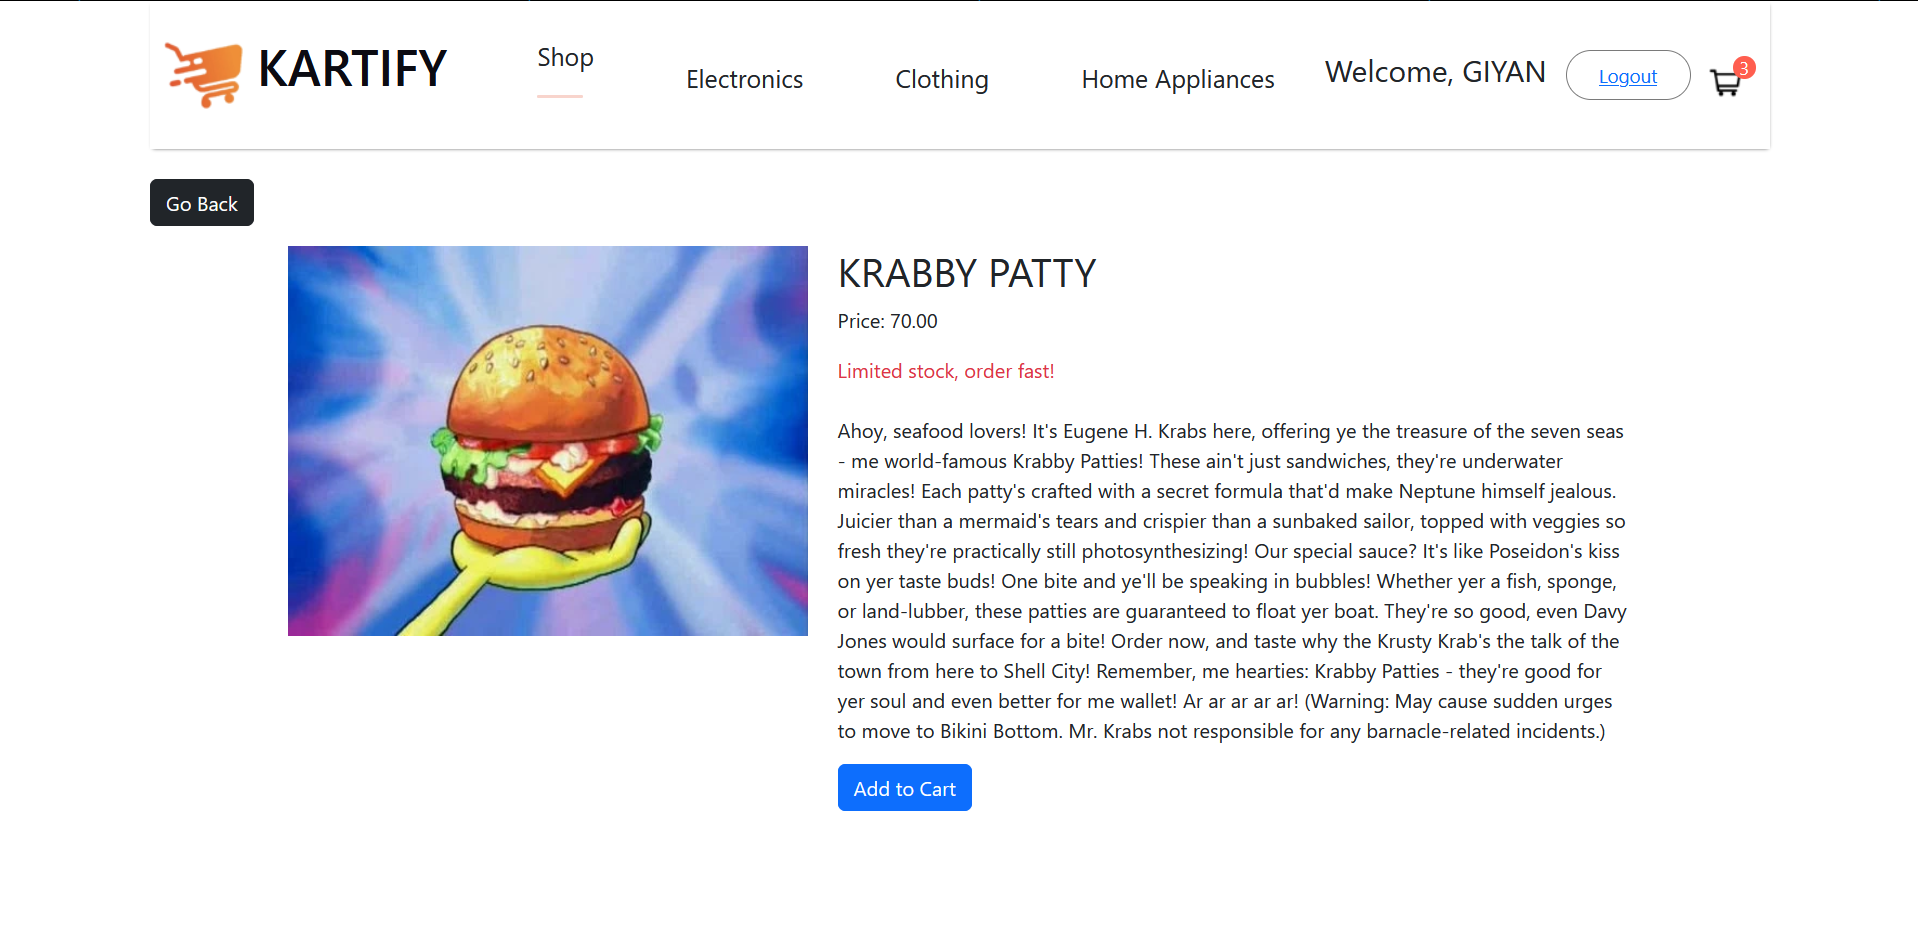 KARTIFY
Shop
Electronics
Clothing
Home Appliances
Welcome, GIYAN
Logout
3
Go Back
KRABBY PATTY
Price: 70.00
Limited stock, order fast!
Ahoy, seafood lovers! It's Eugene H. Krabs here, offering ye the treasure of the seven seas
- me world-famous Krabby Patties! These ain't just sandwiches, they're underwater
miracles! Each patty's crafted with a secret formula that'd make Neptune himself jealous.
Juicier than a mermaid's tears and crispier than a sunbaked sailor, topped with veggies so
fresh they're practically still photosynthesizing! Our special sauce? It's like Poseidon's kiss
on yer taste buds! One bite and ye'll be speaking in bubbles! Whether yer a fish, sponge,
or land-lubber, these patties are guaranteed to float yer boat. They're so good, even Davy
Jones would surface for a bite! Order now, and taste why the Krusty Krab's the talk of the
town from here to Shell City! Remember, me hearties: Krabby Patties - they're good for
yer soul and even better for me wallet! Ar ar ar ar ar! (Warning: May cause sudden urges
to move to Bikini Bottom. Mr. Krabs not responsible for any barnacle-related incidents.)
Add to Cart